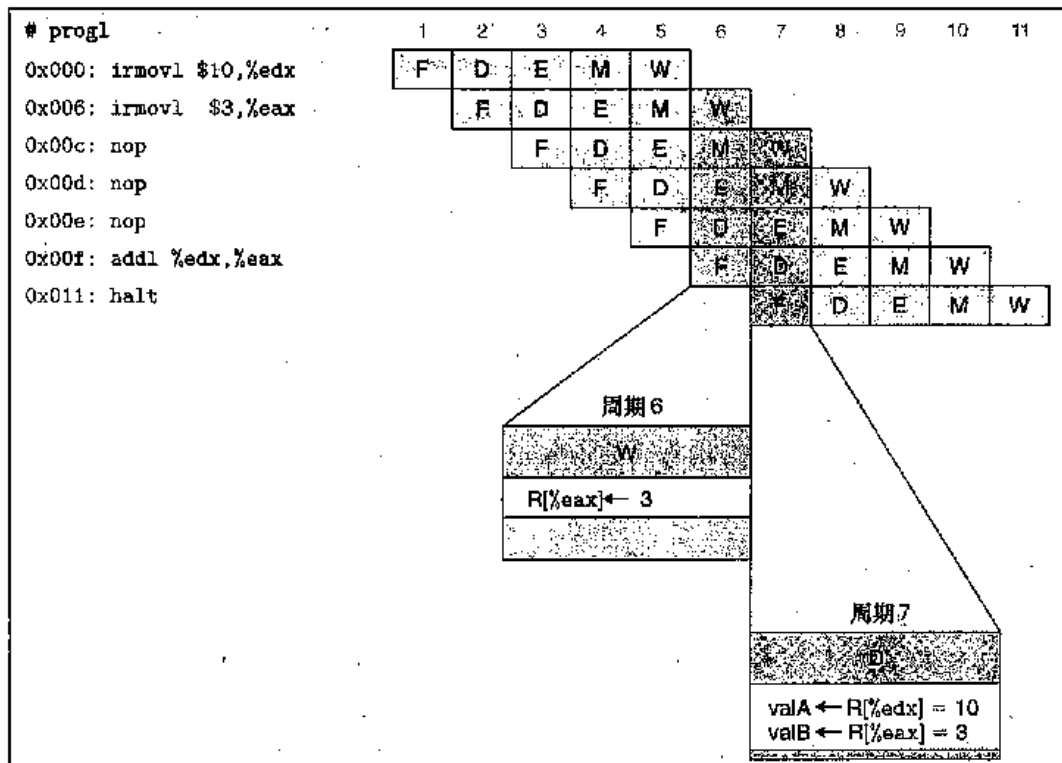 # prog1 1 2 3 4 5 6 7 8 9 10 11
0x000: irmovl $10,%edx F D E M W
0x006: irmovl $3,%eax F D E M W
0x00c: nop F D E M W
0x00d: nop F D E M W
0x00e: nop F D E M W
0x00f: addl %edx,%eax F D E M W
0x011: halt F D E M W
周期6
W
R[%eax]← 3
周期7
D
valA ← R[%edx] = 10
valB ← R[%eax] = 3